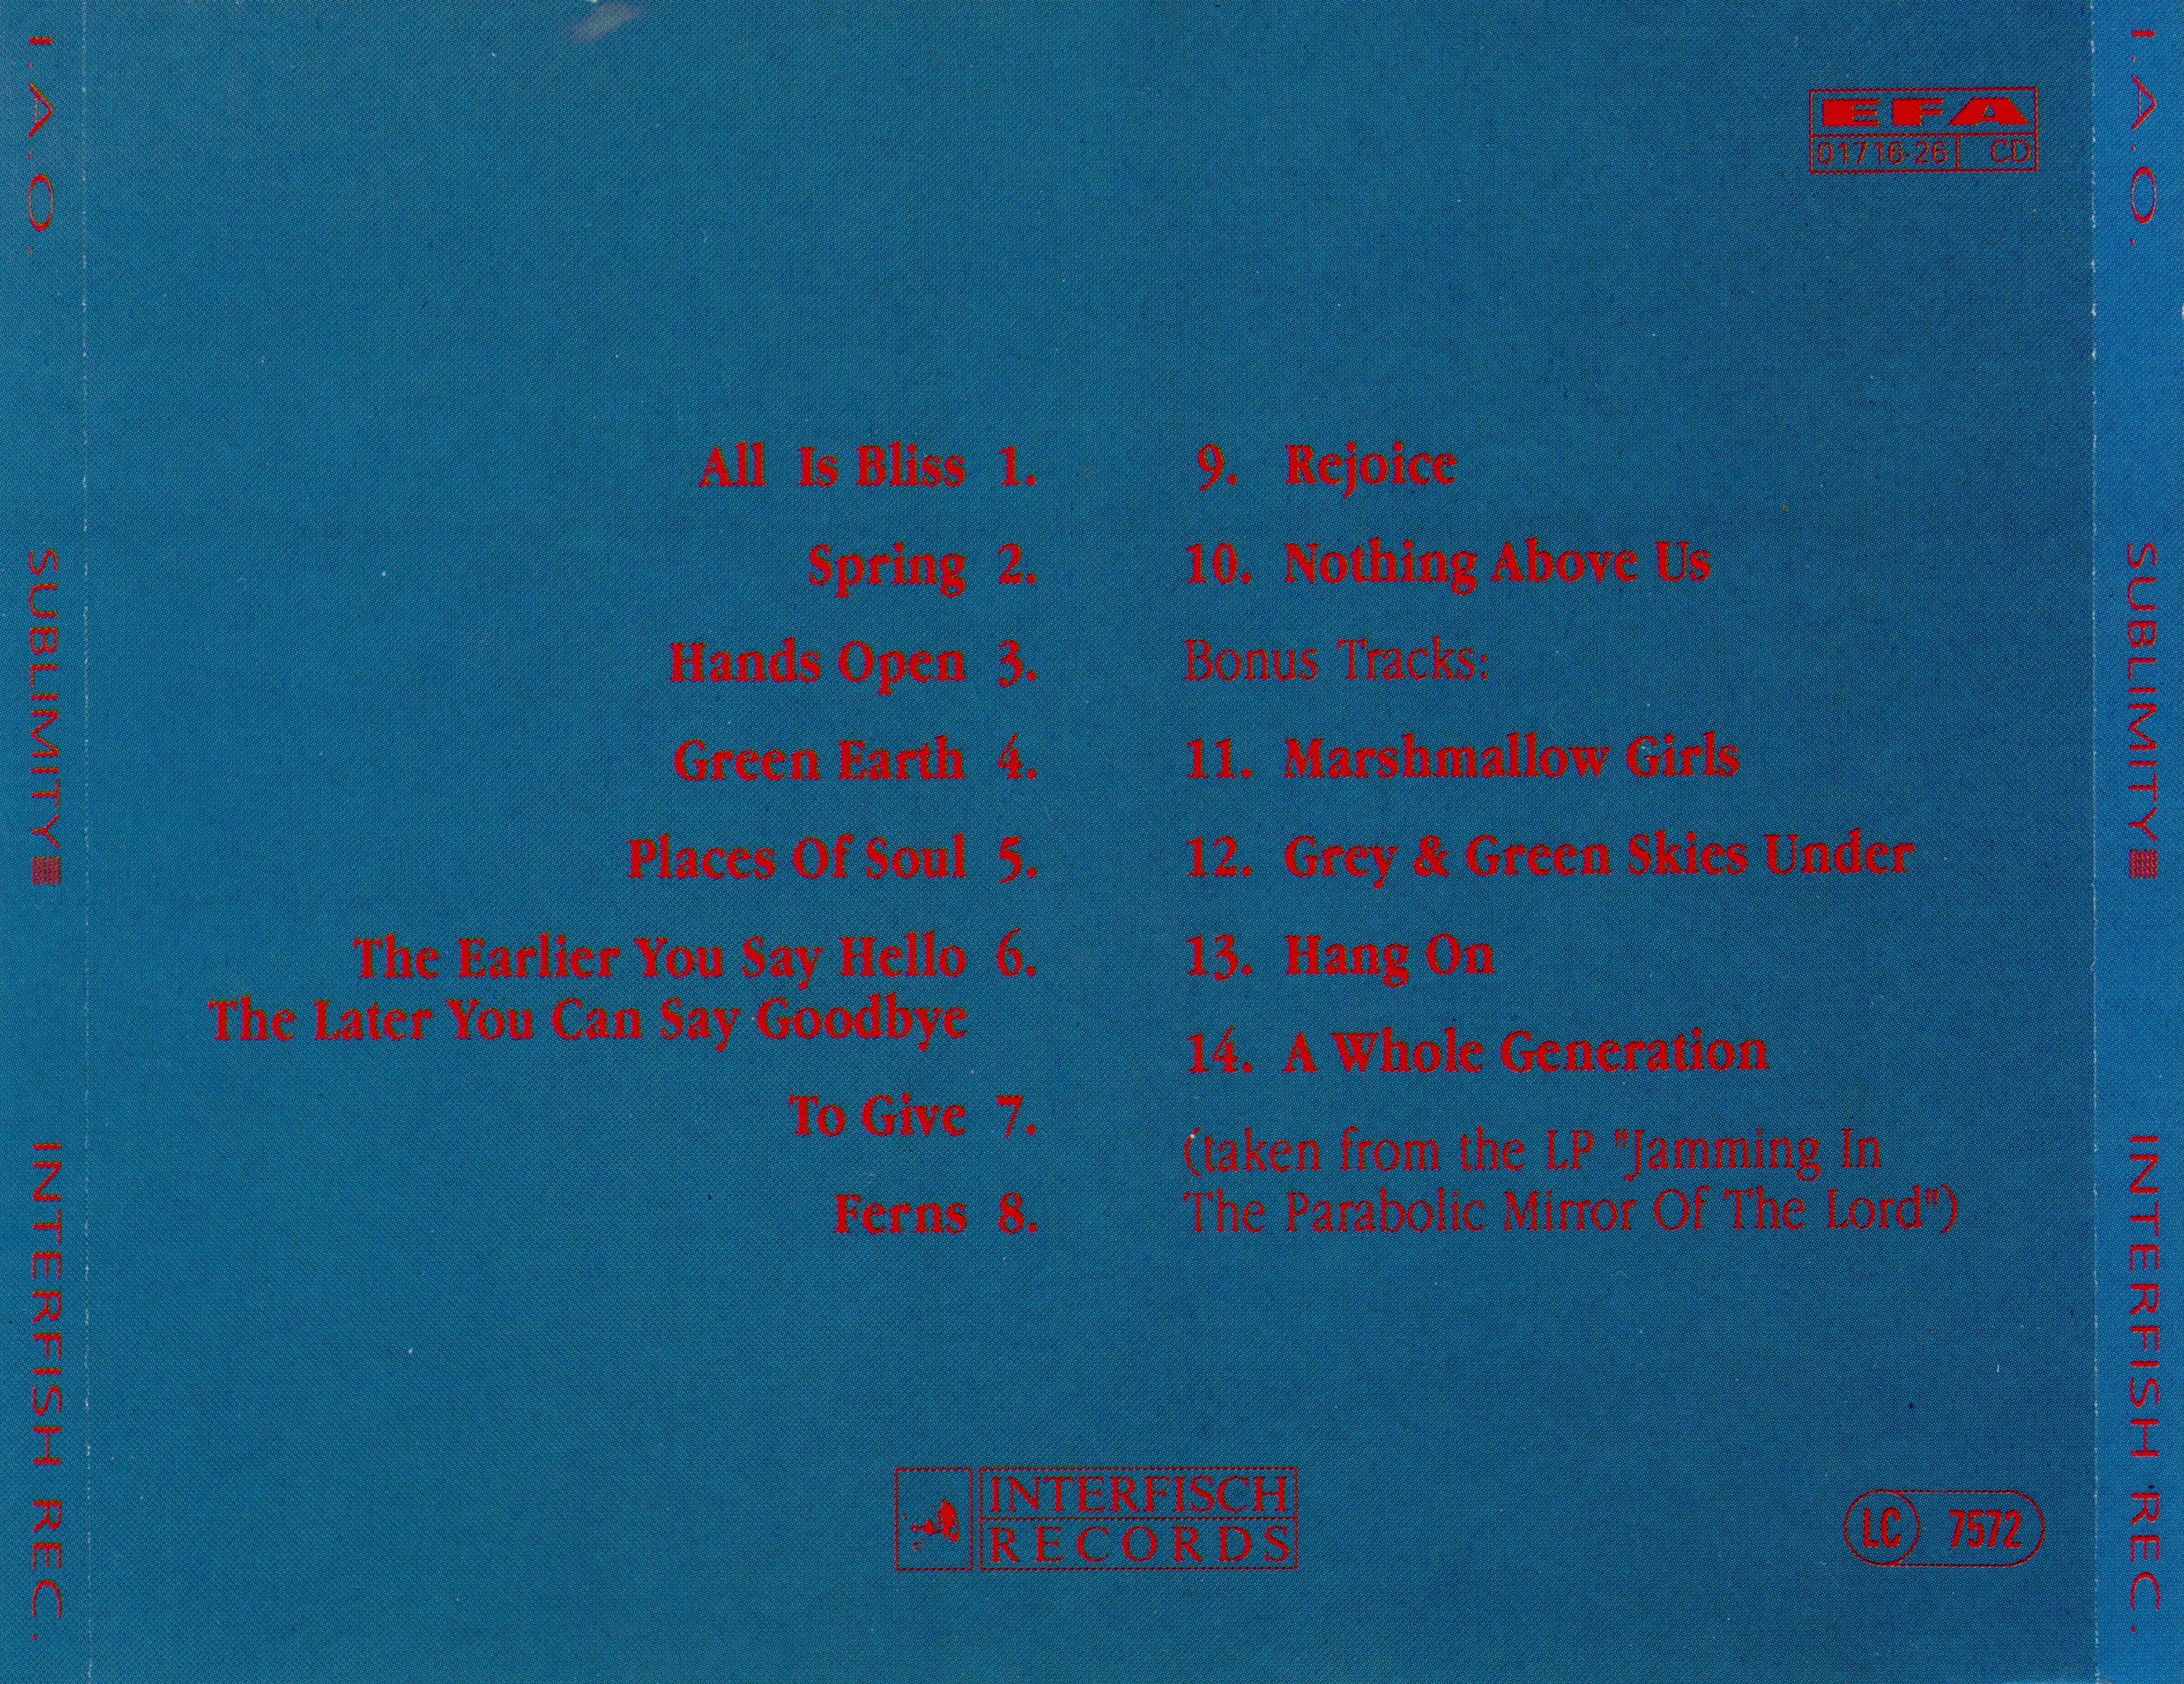 I.A.O. SUBLIMITY INTERFISH REC.
EFA
01716-26 CD
All Is Bliss 1.
Spring 2.
Hands Open 3.
Green Earth 4.
Places Of Soul 5.
The Earlier You Say Hello 6.
The Later You Can Say Goodbye
To Give 7.
Ferns 8.
9. Rejoice
10. Nothing Above Us
Bonus Tracks:
11. Marshmallow Girls
12. Grey & Green Skies Under
13. Hang On
14. A Whole Generation
(taken from the LP "Jamming In
The Parabolic Mirror Of The Lord")
INTERFISCH
RECORDS
LC 7572
I.A.O. SUBLIMITY INTERFISH REC.